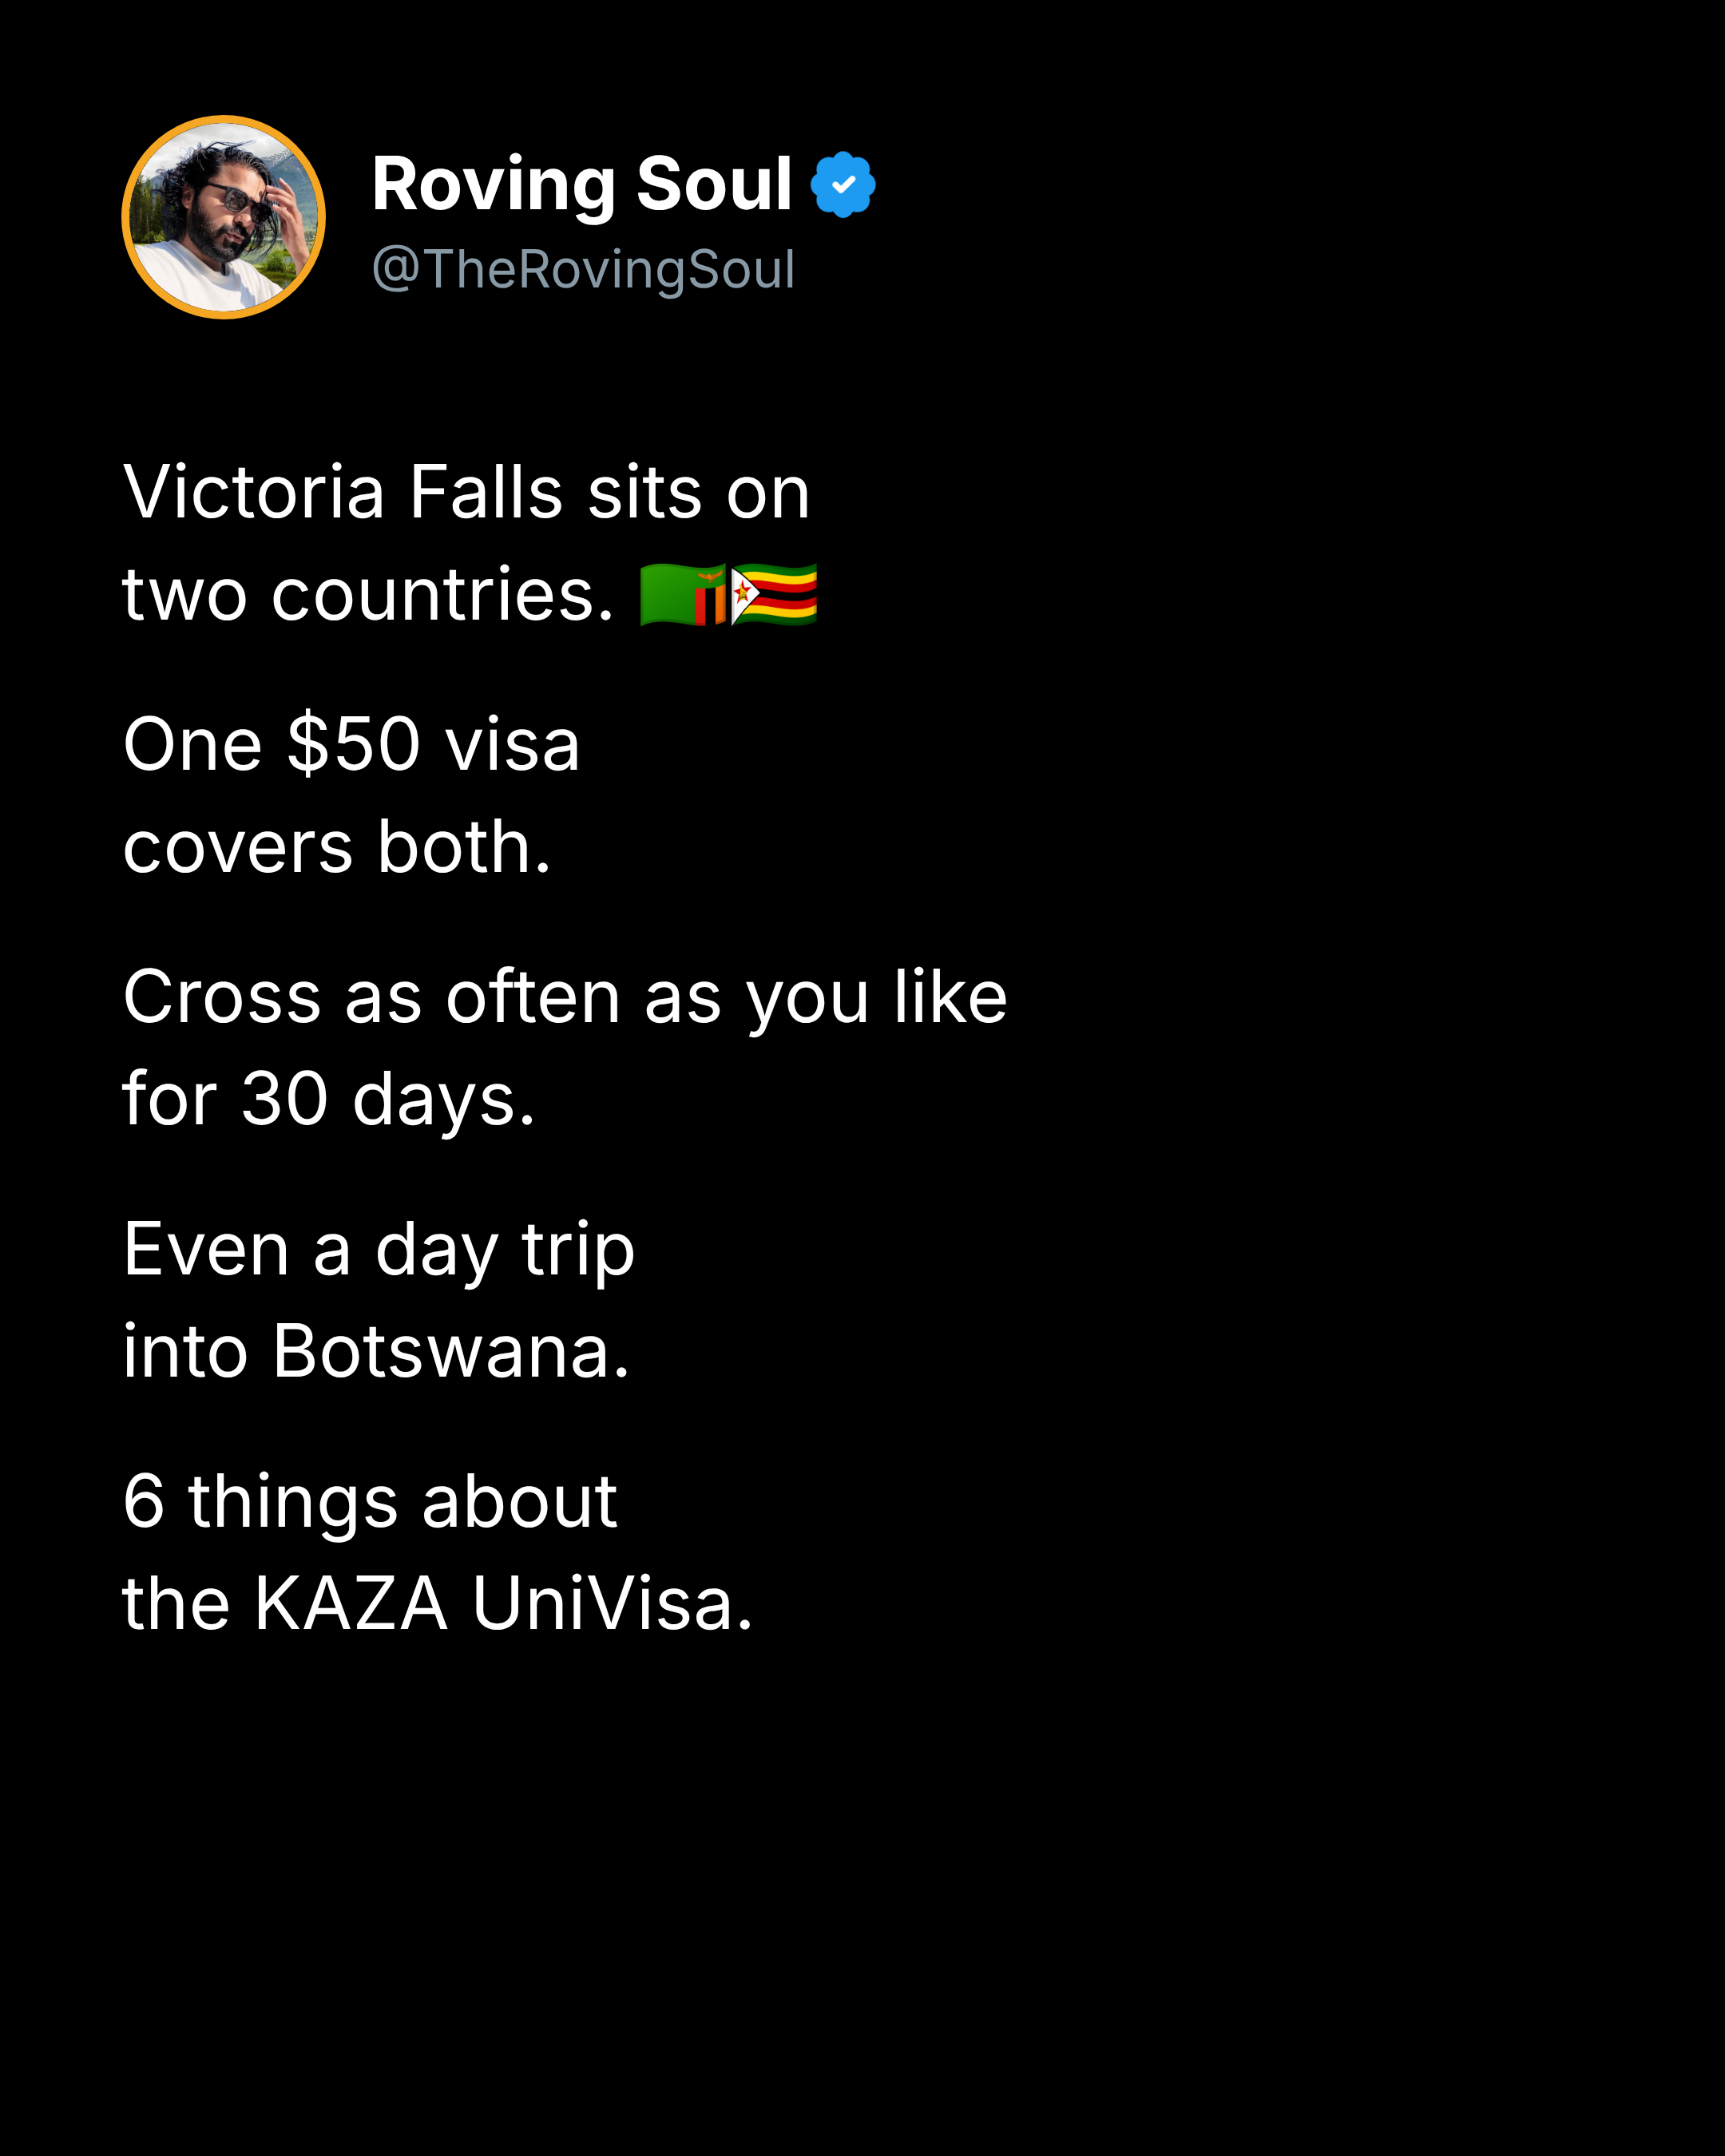 Roving Soul
@TheRovingSoul
Victoria Falls sits on
two countries. 🇿🇲🇿🇼
One $50 visa
covers both.
Cross as often as you like
for 30 days.
Even a day trip
into Botswana.
6 things about
the KAZA UniVisa.